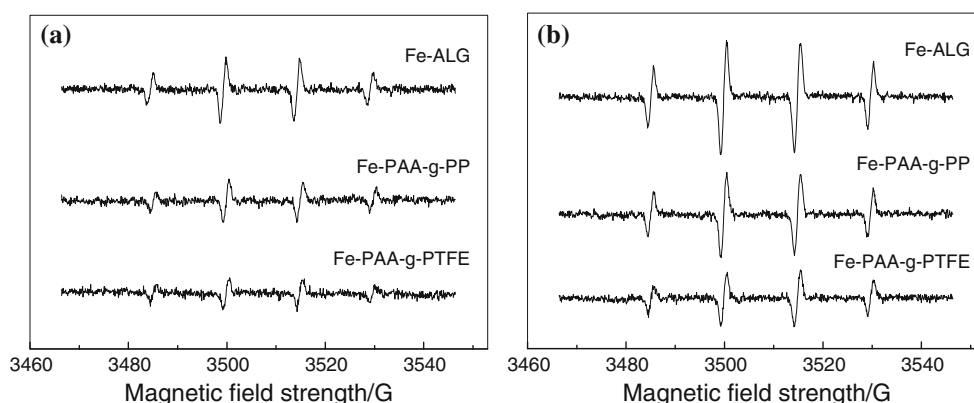 (a)
Fe-ALG
Fe-PAA-g-PP
Fe-PAA-g-PTFE
3460 3480 3500 3520 3540
Magnetic field strength/G
(b)
Fe-ALG
Fe-PAA-g-PP
Fe-PAA-g-PTFE
3460 3480 3500 3520 3540
Magnetic field strength/G